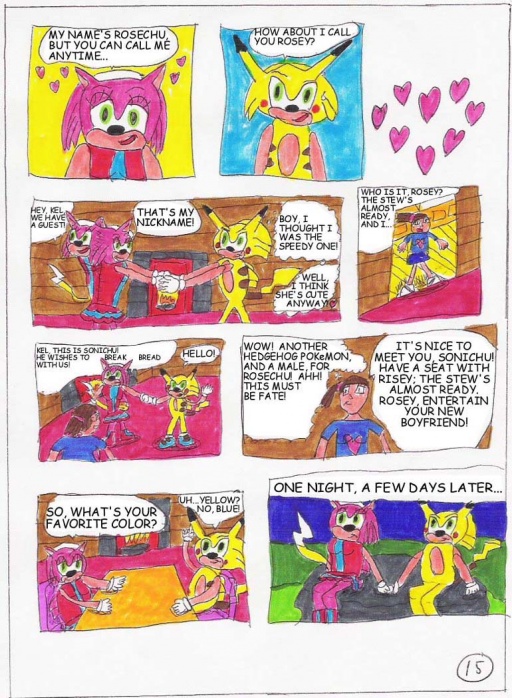 MY NAME'S ROSECHU,
BUT YOU CAN CALL ME
ANYTIME...
HOW ABOUT I CALL
YOU ROSEY?
HEY, KEL
WE HAVE
A GUEST!
THAT'S MY
NICKNAME!
BOY, I
THOUGHT I
WAS THE
SPEEDY ONE!
WELL,
I THINK
SHE'S CUTE
ANYWAY
WHO IS IT, ROSEY?
THE STEW'S
ALMOST
READY,
AND I...
KEL, THIS IS SONICHU!
HE WISHES TO BREAK BREAD
WITH US!
HELLO!
WOW! ANOTHER
HEDGEHOG POKéMON,
AND A MALE, FOR
ROSECHU! AHH!
THIS MUST
BE FATE!
IT'S NICE TO
MEET YOU, SONICHU!
HAVE A SEAT WITH
RISEY; THE STEW'S
ALMOST READY.
ROSEY, ENTERTAIN
YOUR NEW
BOYFRIEND!
SO, WHAT'S YOUR
FAVORITE COLOR?
UH...YELLOW?
NO, BLUE!
ONE NIGHT, A FEW DAYS LATER...
15